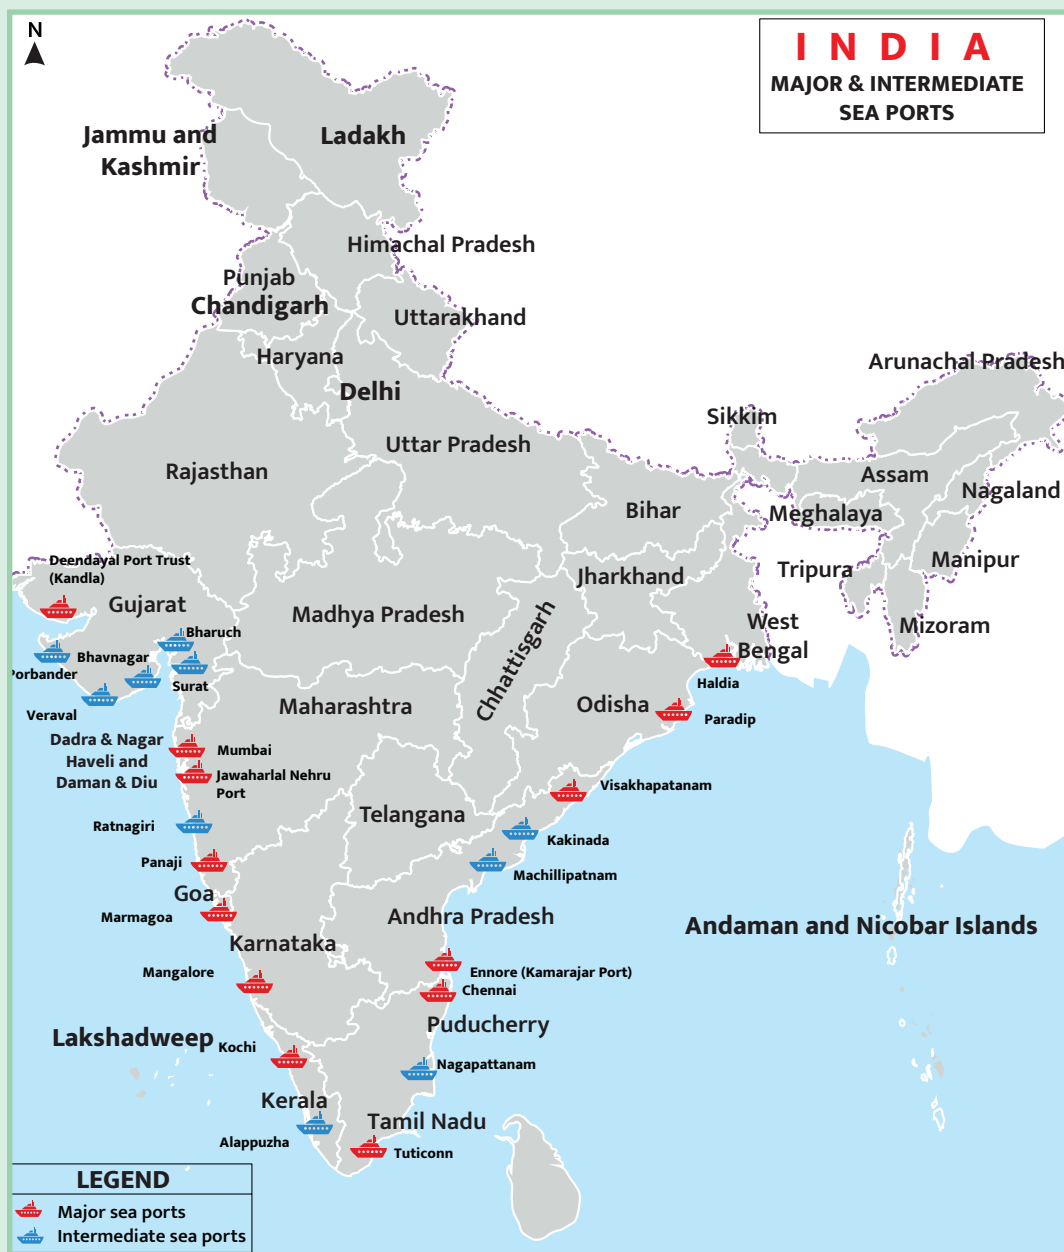 N
I N D I A
MAJOR & INTERMEDIATE
SEA PORTS
Jammu and
Kashmir
Ladakh
Himachal Pradesh
Punjab
Chandigarh
Uttarakhand
Haryana
Delhi
Arunachal Pradesh
Sikkim
Uttar Pradesh
Rajasthan
Assam
Nagaland
Bihar
Meghalaya
Manipur
Deendayal Port Trust
(Kandla)
Tripura
Jharkhand
Gujarat
Madhya Pradesh
Chhattisgarh
West
Bengal
Mizoram
Bharuch
Bhavnagar
Porbander
Surat
Veraval
Haldia
Odisha
Paradip
Maharashtra
Dadra & Nagar
Haveli and
Daman & Diu
Mumbai
Jawaharlal Nehru
Port
Visakhapatanam
Telangana
Ratnagiri
Kakinada
Panaji
Machillipatnam
Goa
Marmagoa
Andhra Pradesh
Andaman and Nicobar Islands
Karnataka
Mangalore
Ennore (Kamarajar Port)
Chennai
Puducherry
Lakshadweep
Kochi
Nagapattanam
Kerala
Tamil Nadu
Alappuzha
Tuticonn
LEGEND
Major sea ports
Intermediate sea ports